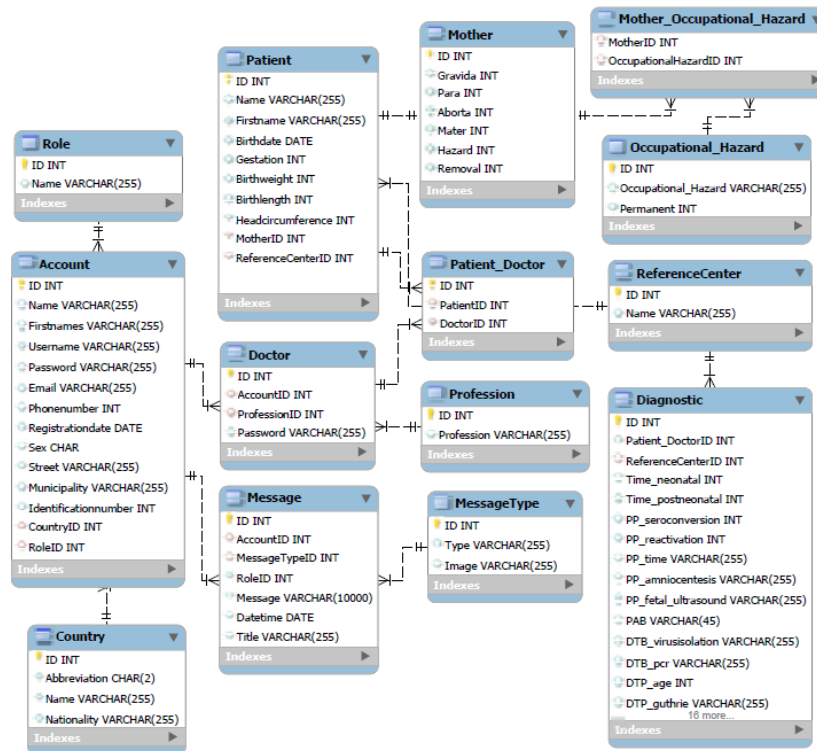 Patient
ID INT
Name VARCHAR(255)
Firstname VARCHAR(255)
Birthdate DATE
Gestation INT
Birthweight INT
Birthlength INT
Headcircumference INT
MotherID INT
ReferenceCenterID INT
Indexes
Mother
ID INT
Gravida INT
Para INT
Aborta INT
Mater INT
Hazard INT
Removal INT
Indexes
Mother_Occupational_Hazard
MotherID INT
OccupationalHazardID INT
Indexes
Role
ID INT
Name VARCHAR(255)
Indexes
Occupational_Hazard
ID INT
Occupational_Hazard VARCHAR(255)
Permanent INT
Indexes
Account
ID INT
Name VARCHAR(255)
Firstnames VARCHAR(255)
Username VARCHAR(255)
Password VARCHAR(255)
Email VARCHAR(255)
Phonenumber INT
Registrationdate DATE
Sex CHAR
Street VARCHAR(255)
Municipality VARCHAR(255)
Identificationnumber INT
CountryID INT
RoleID INT
Indexes
Patient_Doctor
ID INT
PatientID INT
DoctorID INT
Indexes
ReferenceCenter
ID INT
Name VARCHAR(255)
Indexes
Doctor
ID INT
AccountID INT
ProfessionID INT
Password VARCHAR(255)
Indexes
Profession
ID INT
Profession VARCHAR(255)
Indexes
Diagnostic
ID INT
Patient_DoctorID INT
ReferenceCenterID INT
Time_neonatal INT
Time_postneonatal INT
PP_seroconversion INT
PP_reactivation INT
PP_time VARCHAR(255)
PP_amniocentesis VARCHAR(255)
PP_fetal_ultrasound VARCHAR(255)
PAB VARCHAR(45)
DTB_virusisolation VARCHAR(255)
DTB_pcr VARCHAR(255)
DTP_age INT
DTP_guthrie VARCHAR(255)
16 more...
Indexes
Message
ID INT
AccountID INT
MessageTypeID INT
RoleID INT
Message VARCHAR(10000)
Datetime DATE
Title VARCHAR(255)
Indexes
MessageType
ID INT
Type VARCHAR(255)
Image VARCHAR(255)
Indexes
Country
ID INT
Abbreviation CHAR(2)
Name VARCHAR(255)
Nationality VARCHAR(255)
Indexes